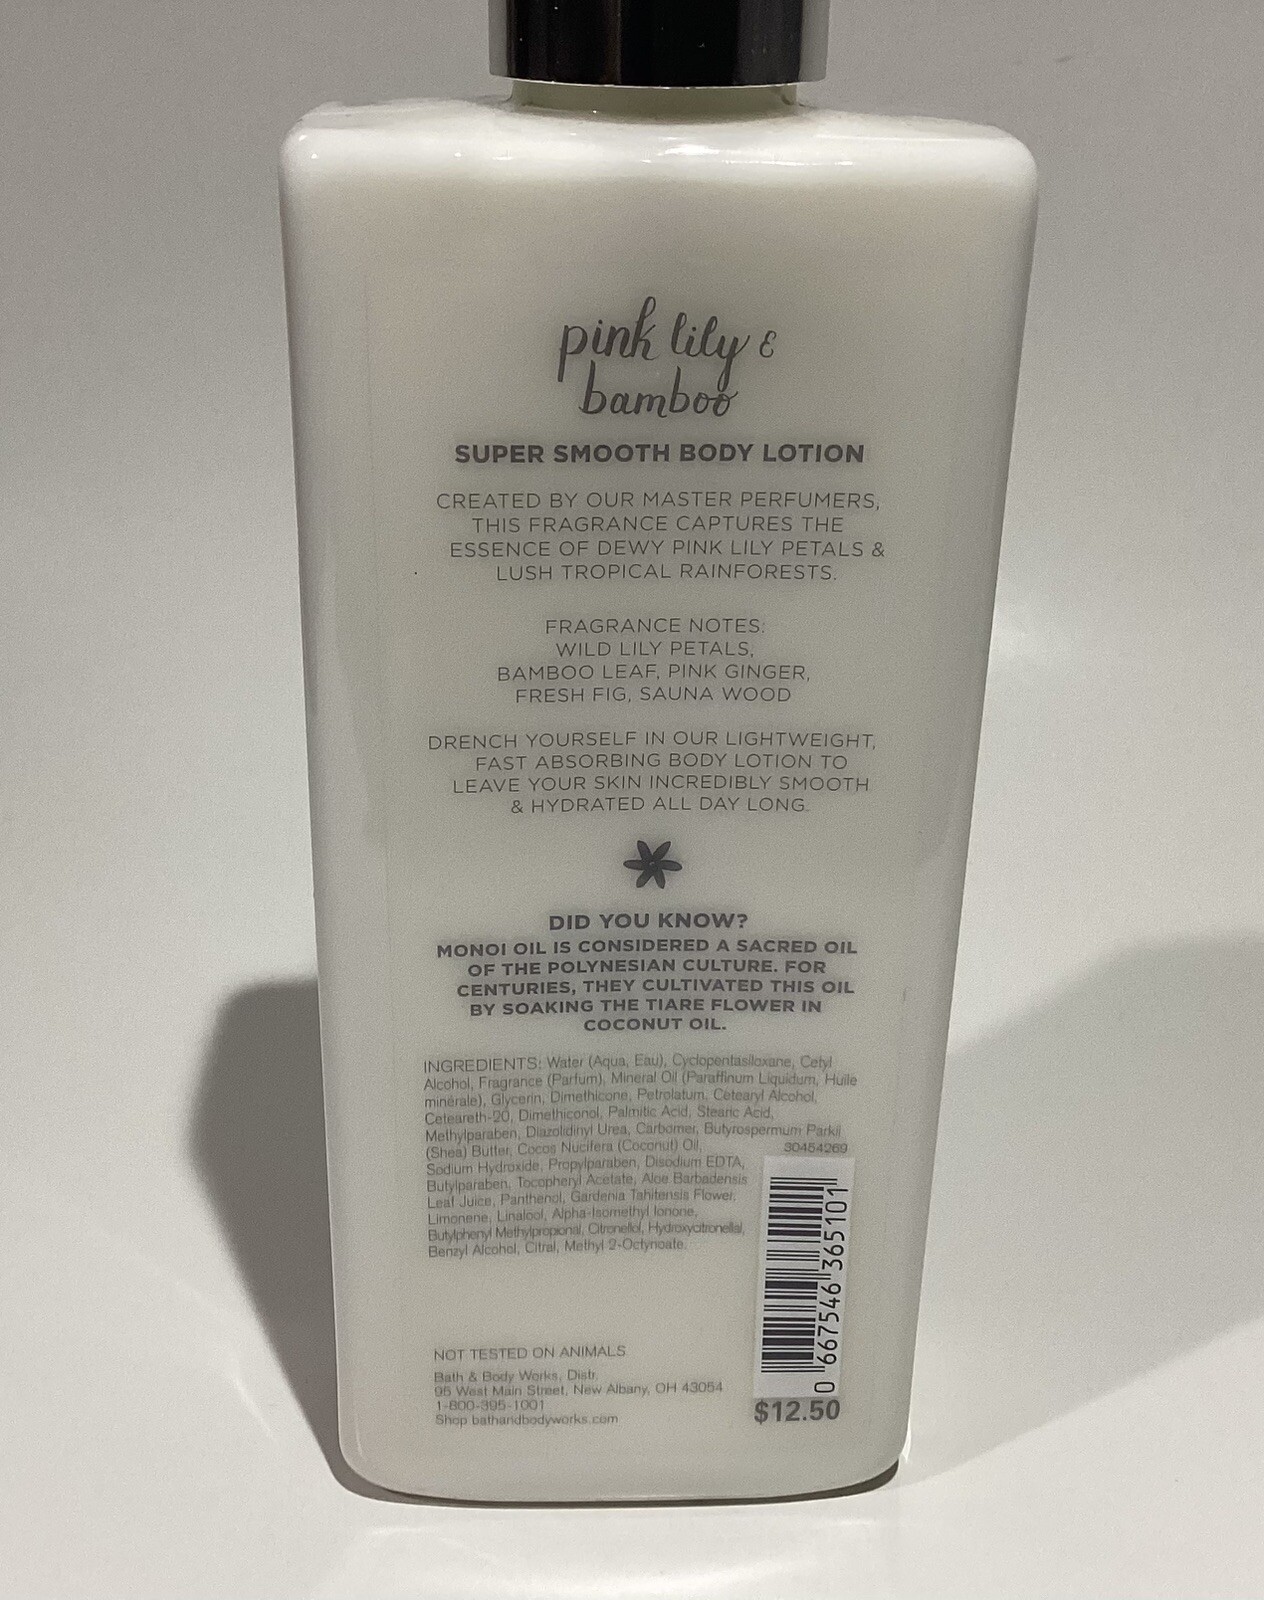 pink lily &
bamboo
SUPER SMOOTH BODY LOTION
CREATED BY OUR MASTER PERFUMERS,
THIS FRAGRANCE CAPTURES THE
ESSENCE OF DEWY PINK LILY PETALS &
LUSH TROPICAL RAINFORESTS.
FRAGRANCE NOTES:
WILD LILY PETALS,
BAMBOO LEAF, PINK GINGER,
FRESH FIG, SAUNA WOOD
DRENCH YOURSELF IN OUR LIGHTWEIGHT,
FAST ABSORBING BODY LOTION TO
LEAVE YOUR SKIN INCREDIBLY SMOOTH
& HYDRATED ALL DAY LONG.
DID YOU KNOW?
MONOI OIL IS CONSIDERED A SACRED OIL
OF THE POLYNESIAN CULTURE. FOR
CENTURIES, THEY CULTIVATED THIS OIL
BY SOAKING THE TIARE FLOWER IN
COCONUT OIL.
INGREDIENTS: Water (Aqua, Eau), Cyclopentasiloxane, Cetyl
Alcohol, Fragrance (Parfum), Mineral Oil (Paraffinum Liquidum, Huile
minérale), Glycerin, Dimethicone, Petrolatum, Cetearyl Alcohol,
Ceteareth-20, Dimethiconol, Palmitic Acid, Stearic Acid,
Methylparaben, Diazolidinyl Urea, Carbomer, Butyrospermum Parkii
(Shea) Butter, Cocos Nucifera (Coconut) Oil,
30454269
Sodium Hydroxide, Propylparaben, Disodium EDTA,
Butylparaben, Tocopheryl Acetate, Aloe Barbadensis
Leaf Juice, Panthenol, Gardenia Tahitensis Flower,
Limonene, Linalool, Alpha-Isomethyl Ionone,
Butylphenyl Methylpropional, Citronellol, Hydroxycitronellal,
Benzyl Alcohol, Citral, Methyl 2-Octynoate.
0 667546 365101
NOT TESTED ON ANIMALS
Bath & Body Works, Distr.
95 West Main Street, New Albany, OH 43054
1-800-395-1001
Shop bathandbodyworks.com
$12.50